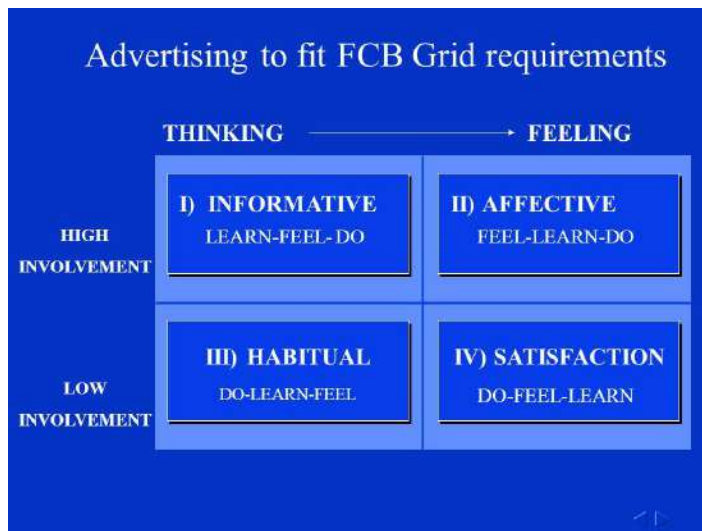 Advertising to fit FCB Grid requirements
THINKING FEELING
I) INFORMATIVE
LEARN-FEEL-DO
II) AFFECTIVE
FEEL-LEARN-DO
HIGH
INVOLVEMENT
III) HABITUAL
DO-LEARN-FEEL
IV) SATISFACTION
DO-FEEL-LEARN
LOW
INVOLVEMENT